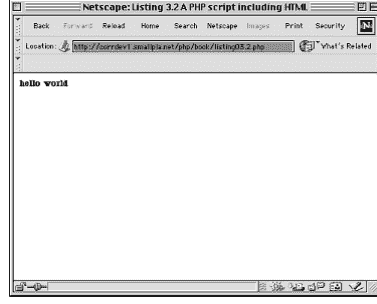 Netscape: Listing 3.2 A PHP script including HTML
Back Forward Reload Home Search Netscape Images Print Security N
Location: http://corrdev1.smallpla.net/php/book/listing03.2.php What's Related
hello world